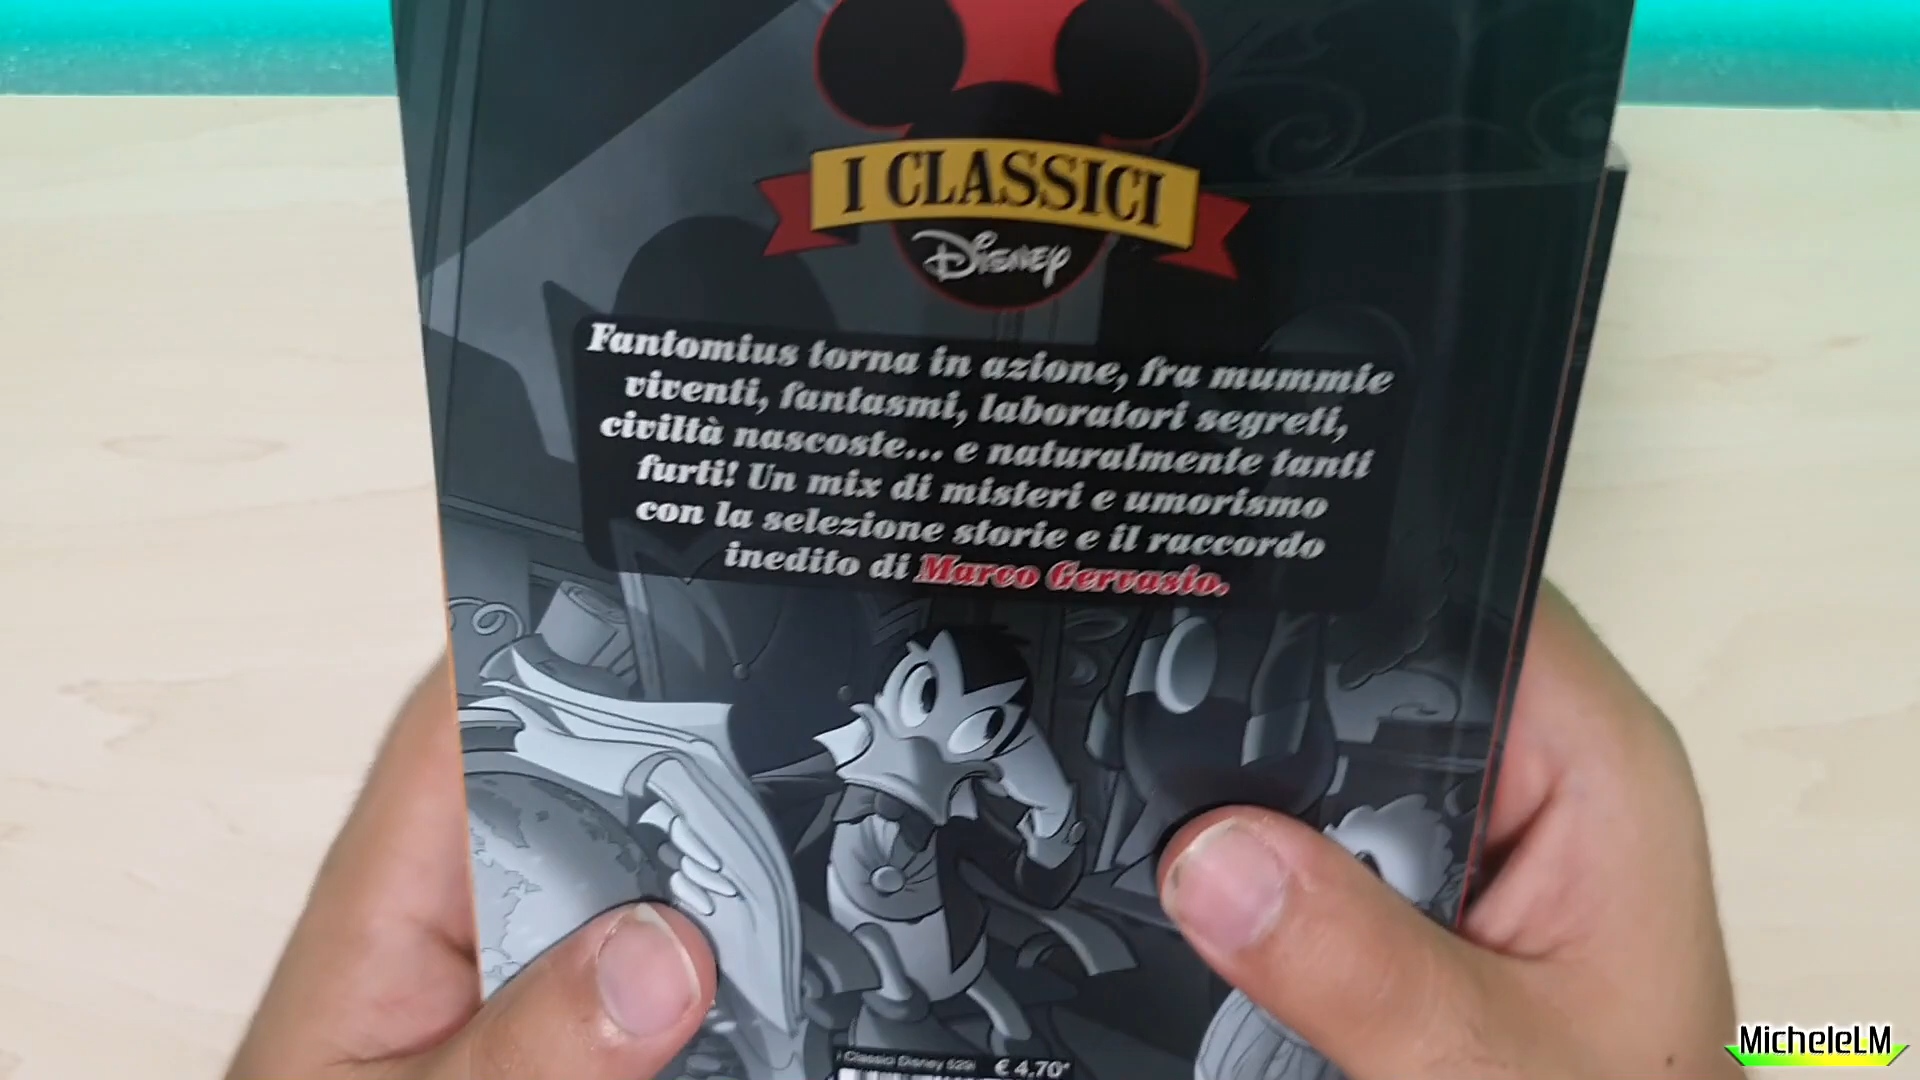 I CLASSICI
Disney
Fantomius torna in azione, fra mummie
viventi, fantasmi, laboratori segreti,
civiltà nascoste... e naturalmente tanti
furti! Un mix di misteri e umorismo
con la selezione storie e il raccordo
inedito di Marco Gervasio.
I Classici Disney 529
€ 4,70*
MicheleLM